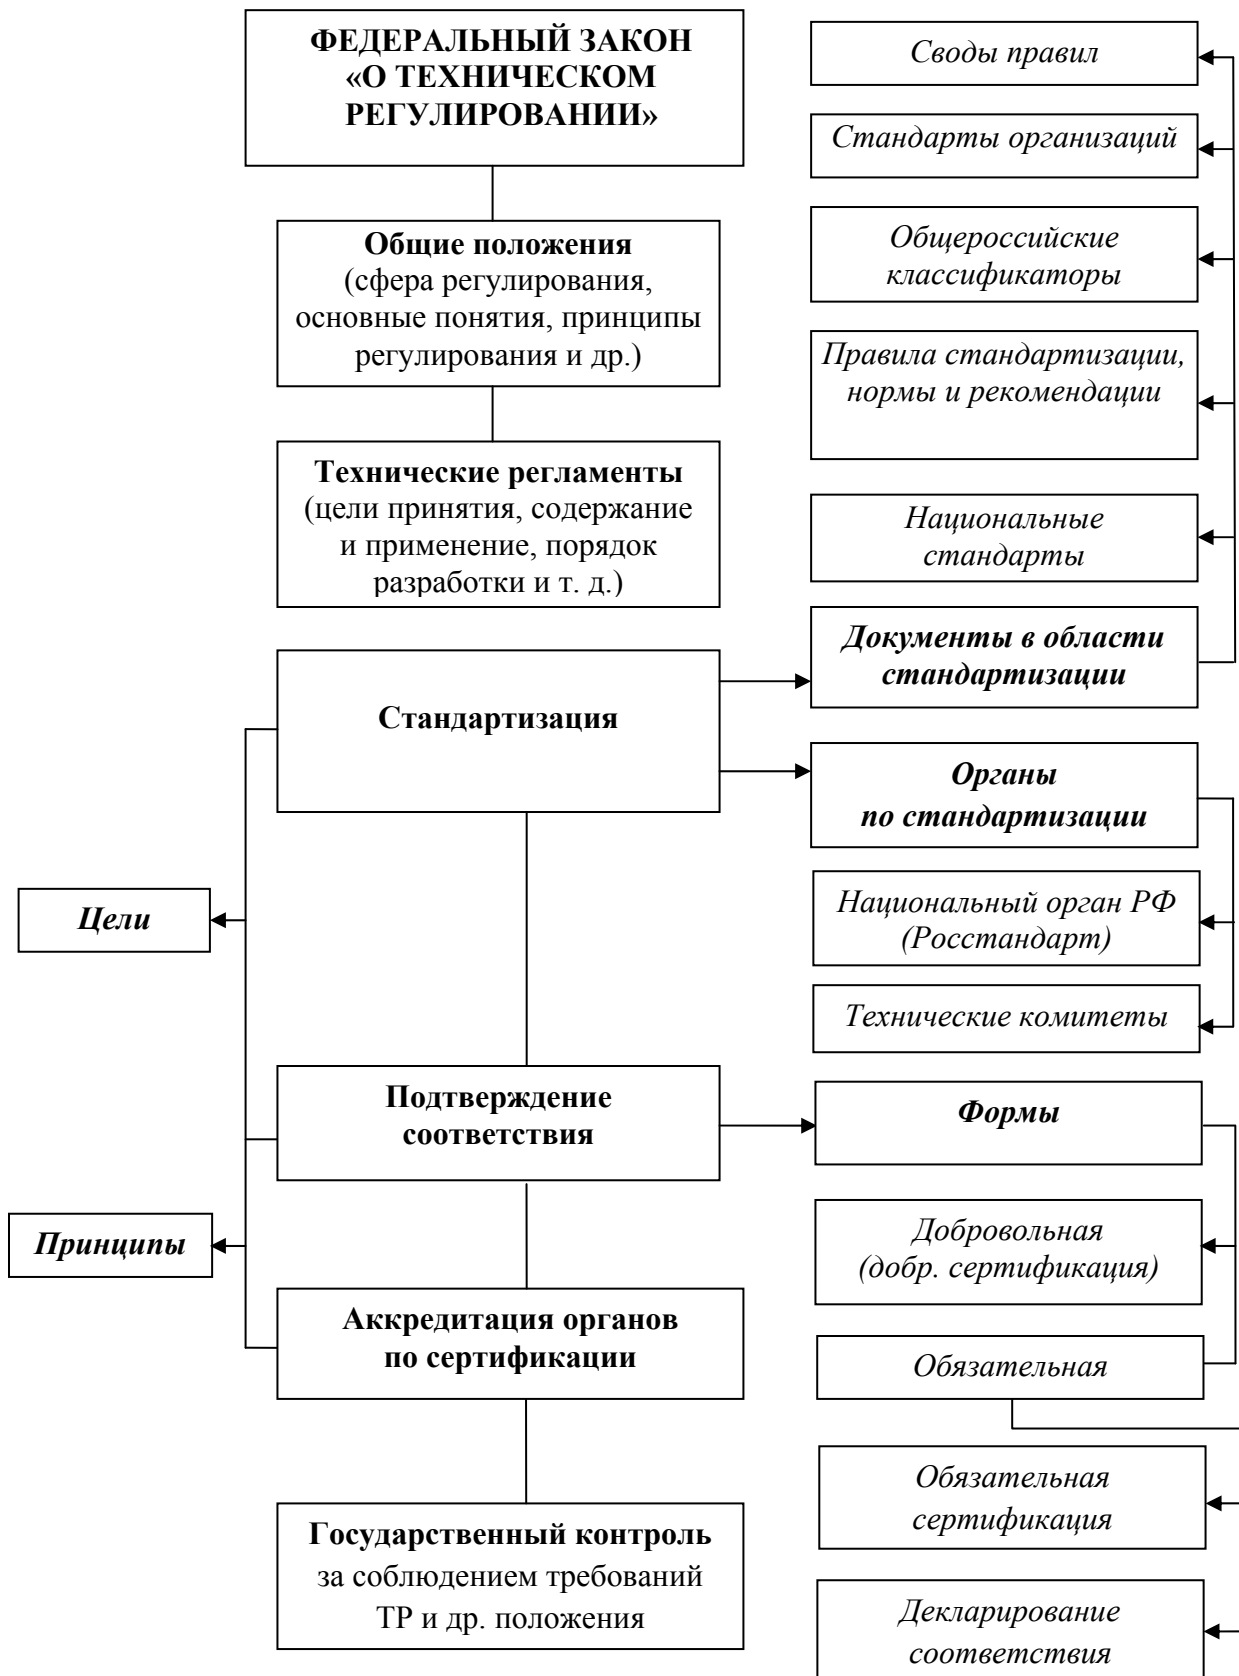 ФЕДЕРАЛЬНЫЙ ЗАКОН
«О ТЕХНИЧЕСКОМ
РЕГУЛИРОВАНИИ»
Общие положения
(сфера регулирования,
основные понятия, принципы
регулирования и др.)
Технические регламенты
(цели принятия, содержание
и применение, порядок
разработки и т. д.)
Стандартизация
Цели
Подтверждение
соответствия
Принципы
Аккредитация органов
по сертификации
Государственный контроль
за соблюдением требований
ТР и др. положения
Своды правил
Стандарты организаций
Общероссийские
классификаторы
Правила стандартизации,
нормы и рекомендации
Национальные
стандарты
Документы в области
стандартизации
Органы
по стандартизации
Национальный орган РФ
(Росстандарт)
Технические комитеты
Формы
Добровольная
(добр. сертификация)
Обязательная
Обязательная
сертификация
Декларирование
соответствия